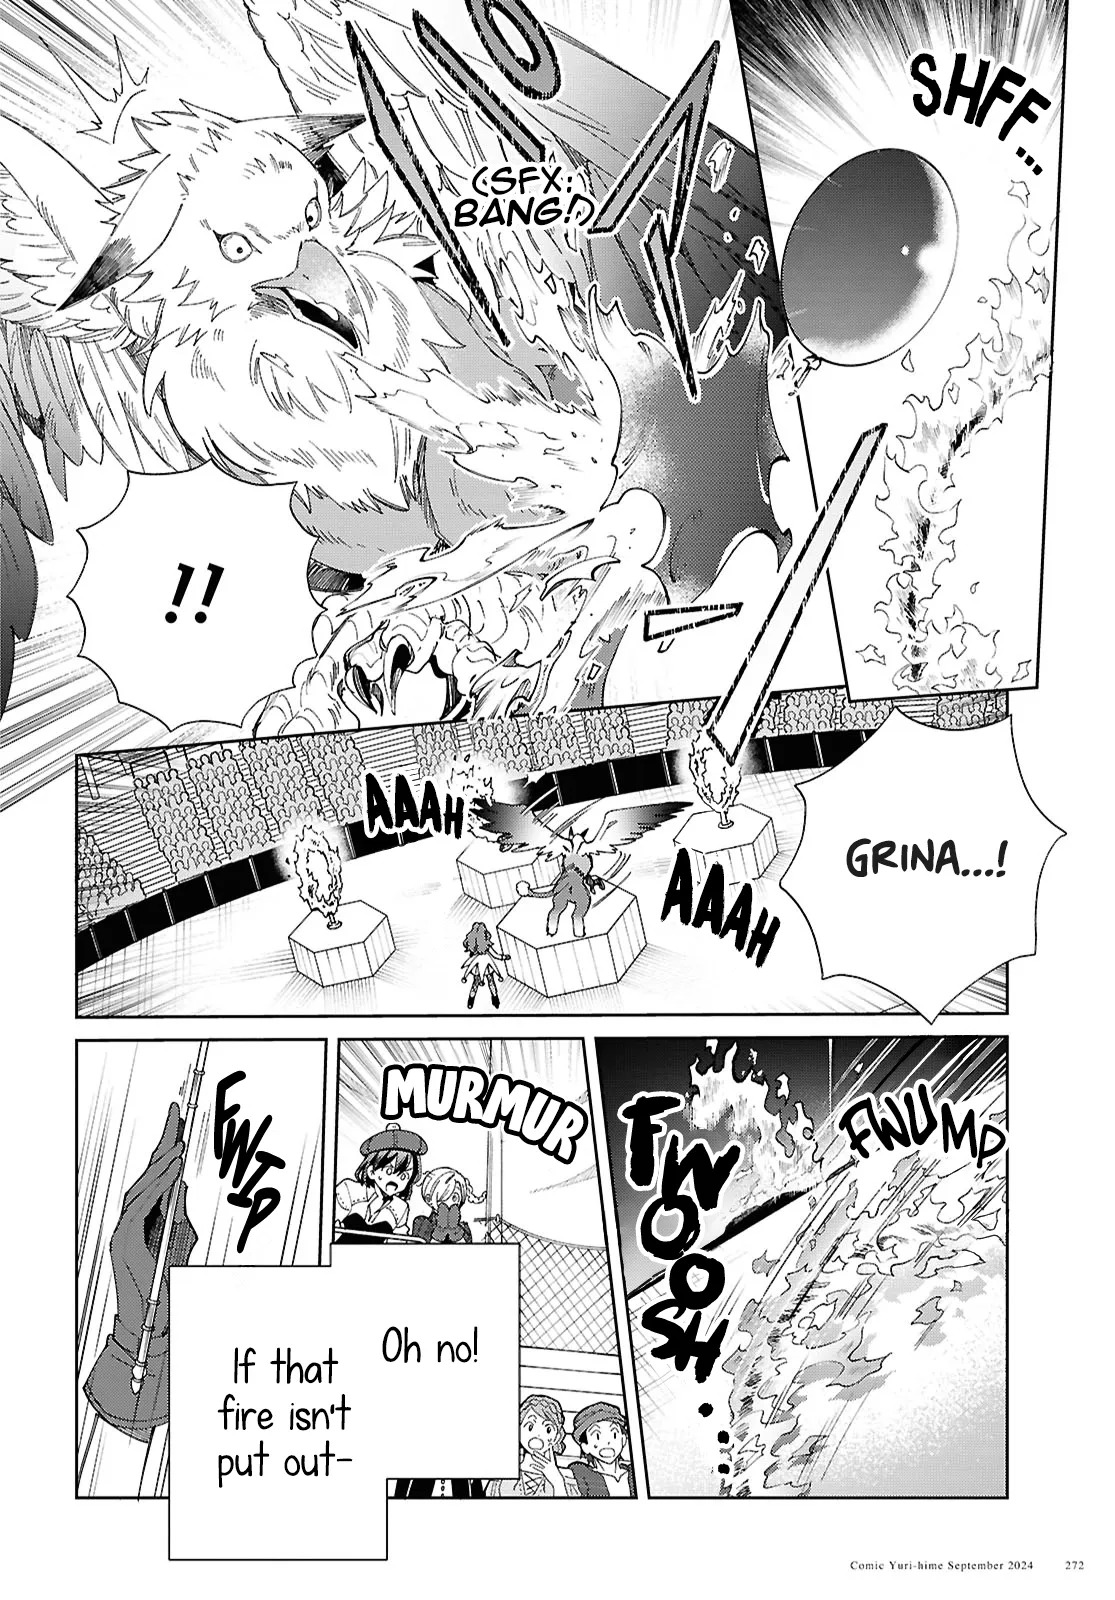 SHFF...
(SFX:
BANG!)
!!
GRINA...!
AAAH
AAAH
FWUMP
FWOOSH...
MURMUR
Oh no!
FWIP
If that
fire isn't
put out-
Comic Yuri-hime September 2024 272